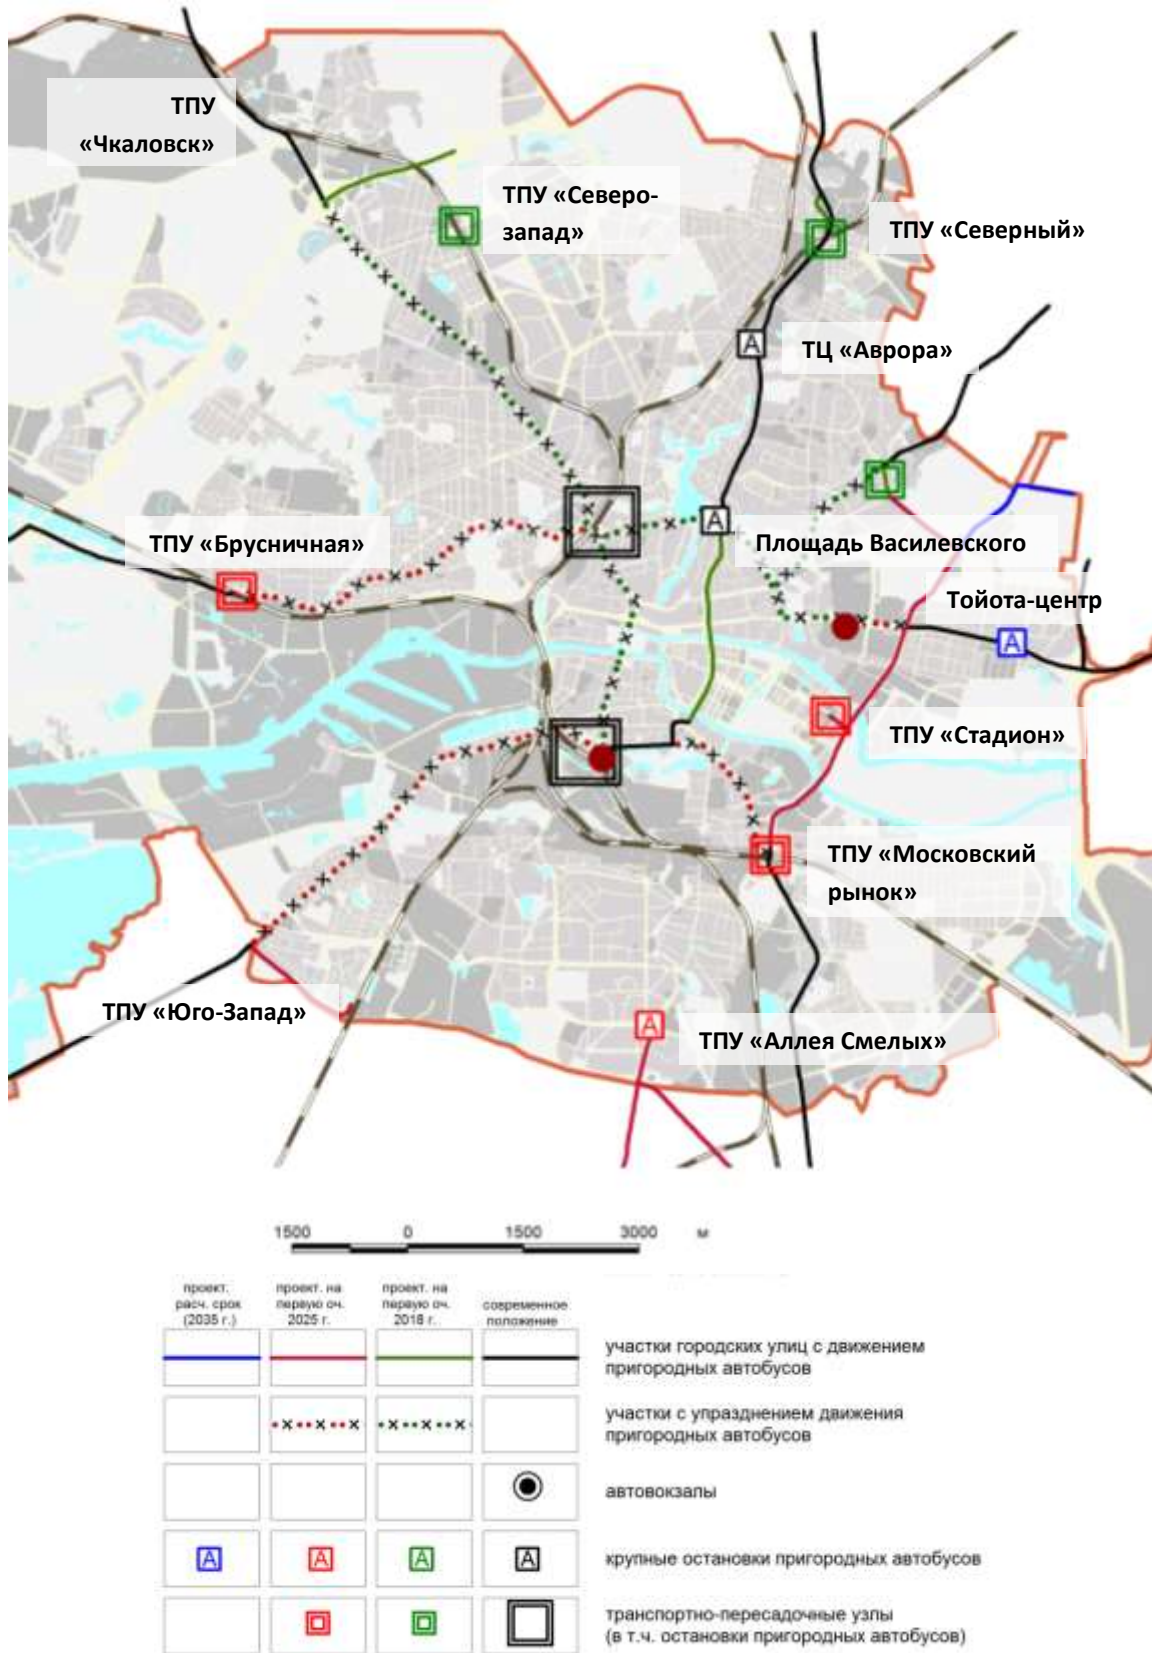 ТПУ
«Чкаловск»
ТПУ «Северо-
запад»
ТПУ «Северный»
А
ТЦ «Аврора»
ТПУ «Брусничная»
А
Площадь Василевского
Тойота-центр
А
ТПУ «Стадион»
ТПУ «Московский
рынок»
ТПУ «Юго-Запад»
А
ТПУ «Аллея Смелых»
1500 0 1500 3000 м
проект. расч. срок (2035 г.)
проект. на первую оч. 2025 г.
проект. на первую оч. 2018 г.
современное положение
участки городских улиц с движением
пригородных автобусов
участки с упразднением движения
пригородных автобусов
автовокзалы
А А А А
крупные остановки пригородных автобусов
транспортно-пересадочные узлы
(в т.ч. остановки пригородных автобусов)